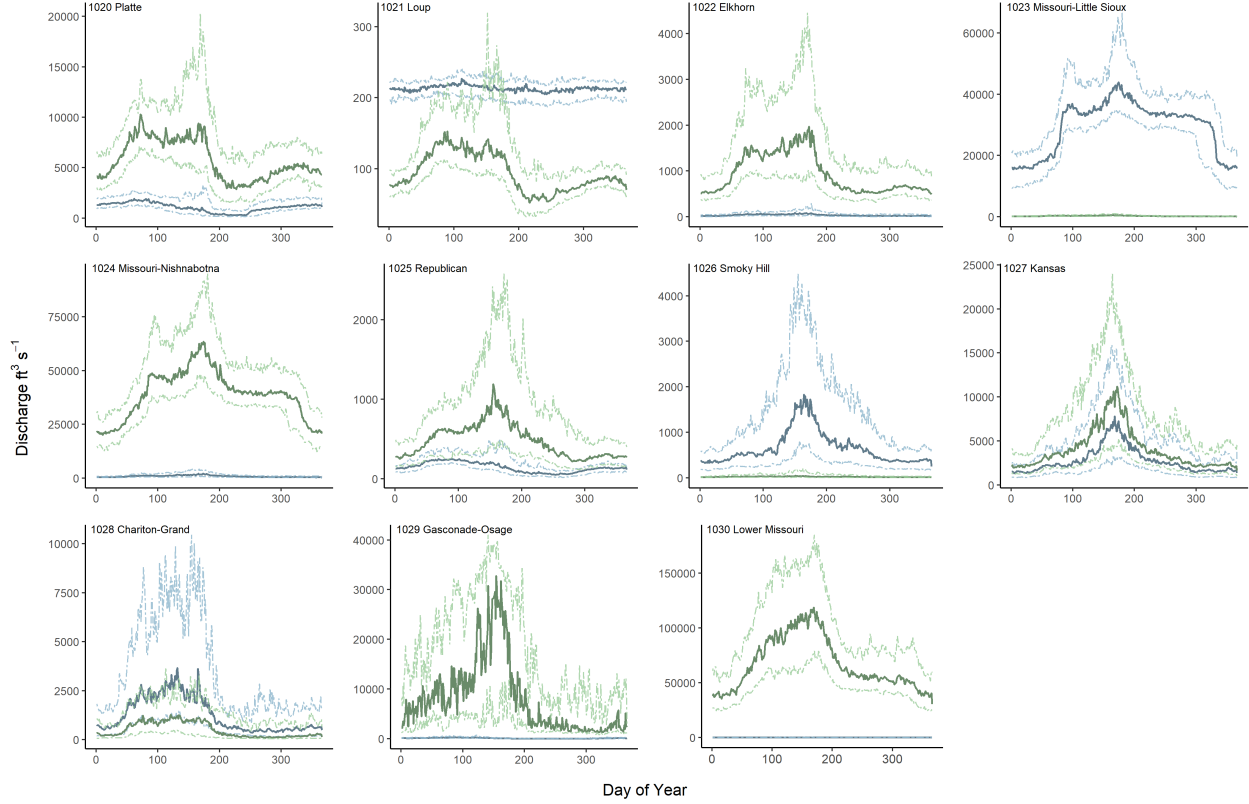 1020 Platte
20000
15000
10000
5000
0
0 100 200 300
1021 Loup
300
200
100
0 100 200 300
1022 Elkhorn
4000
3000
2000
1000
0
0 100 200 300
1023 Missouri-Little Sioux
60000
40000
20000
0
0 100 200 300
Discharge ft³ s⁻¹
1024 Missouri-Nishnabotna
75000
50000
25000
0
0 100 200 300
1025 Republican
2000
1000
0
0 100 200 300
1026 Smoky Hill
4000
3000
2000
1000
0
0 100 200 300
1027 Kansas
25000
20000
15000
10000
5000
0
0 100 200 300
1028 Chariton-Grand
10000
7500
5000
2500
0
0 100 200 300
1029 Gasconade-Osage
40000
30000
20000
10000
0
0 100 200 300
1030 Lower Missouri
150000
100000
50000
0
0 100 200 300
Day of Year